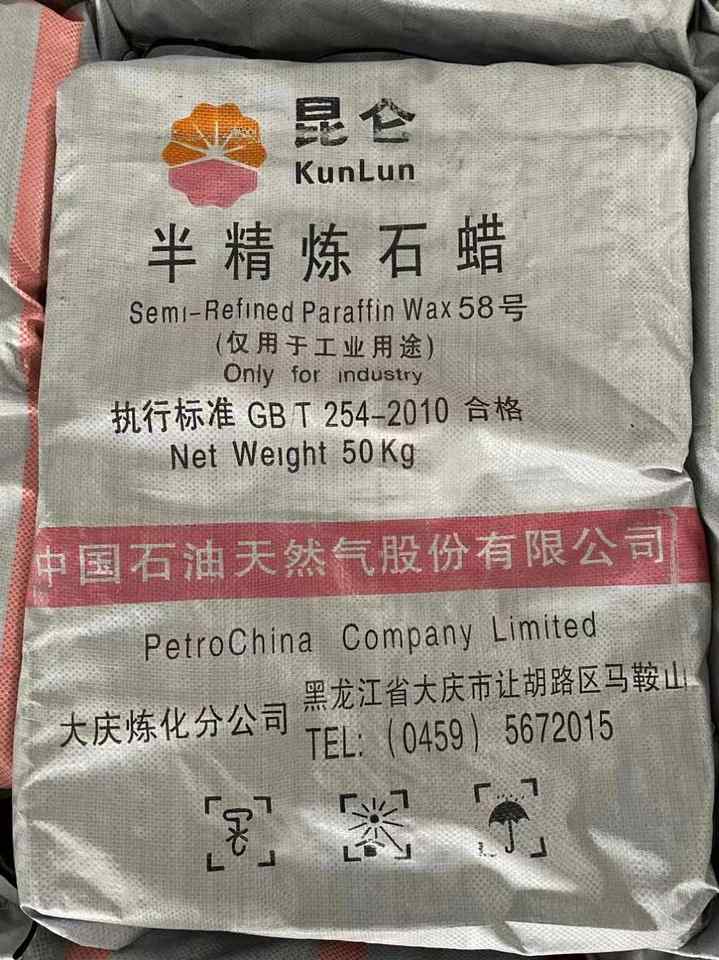 昆仑
KunLun
半精炼石蜡
Semi-Refined Paraffin Wax 58号
(仅用于工业用途)
Only for industry
执行标准 GB T 254-2010 合格
Net Weight 50Kg
中国石油天然气股份有限公司
PetroChina Company Limited
大庆炼化分公司
黑龙江省大庆市让胡路区马鞍山
TEL: (0459) 5672015